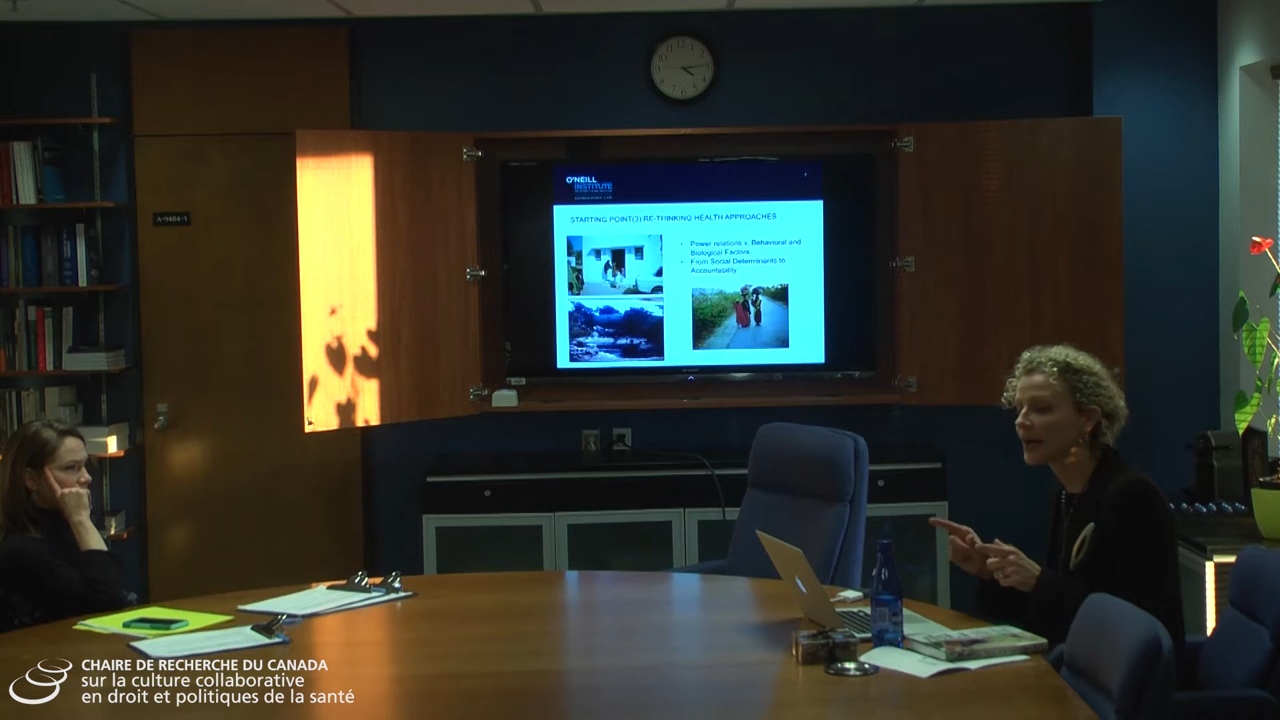 A-9464-1
O'NEILL
INSTITUTE
STARTING POINT(3) RE-THINKING HEALTH APPROACHES
• Power relations v. Behavioral and
Biological Factors
• From Social Determinants to
Accountability
CHAIRE DE RECHERCHE DU CANADA
sur la culture collaborative
en droit et politiques de la santé